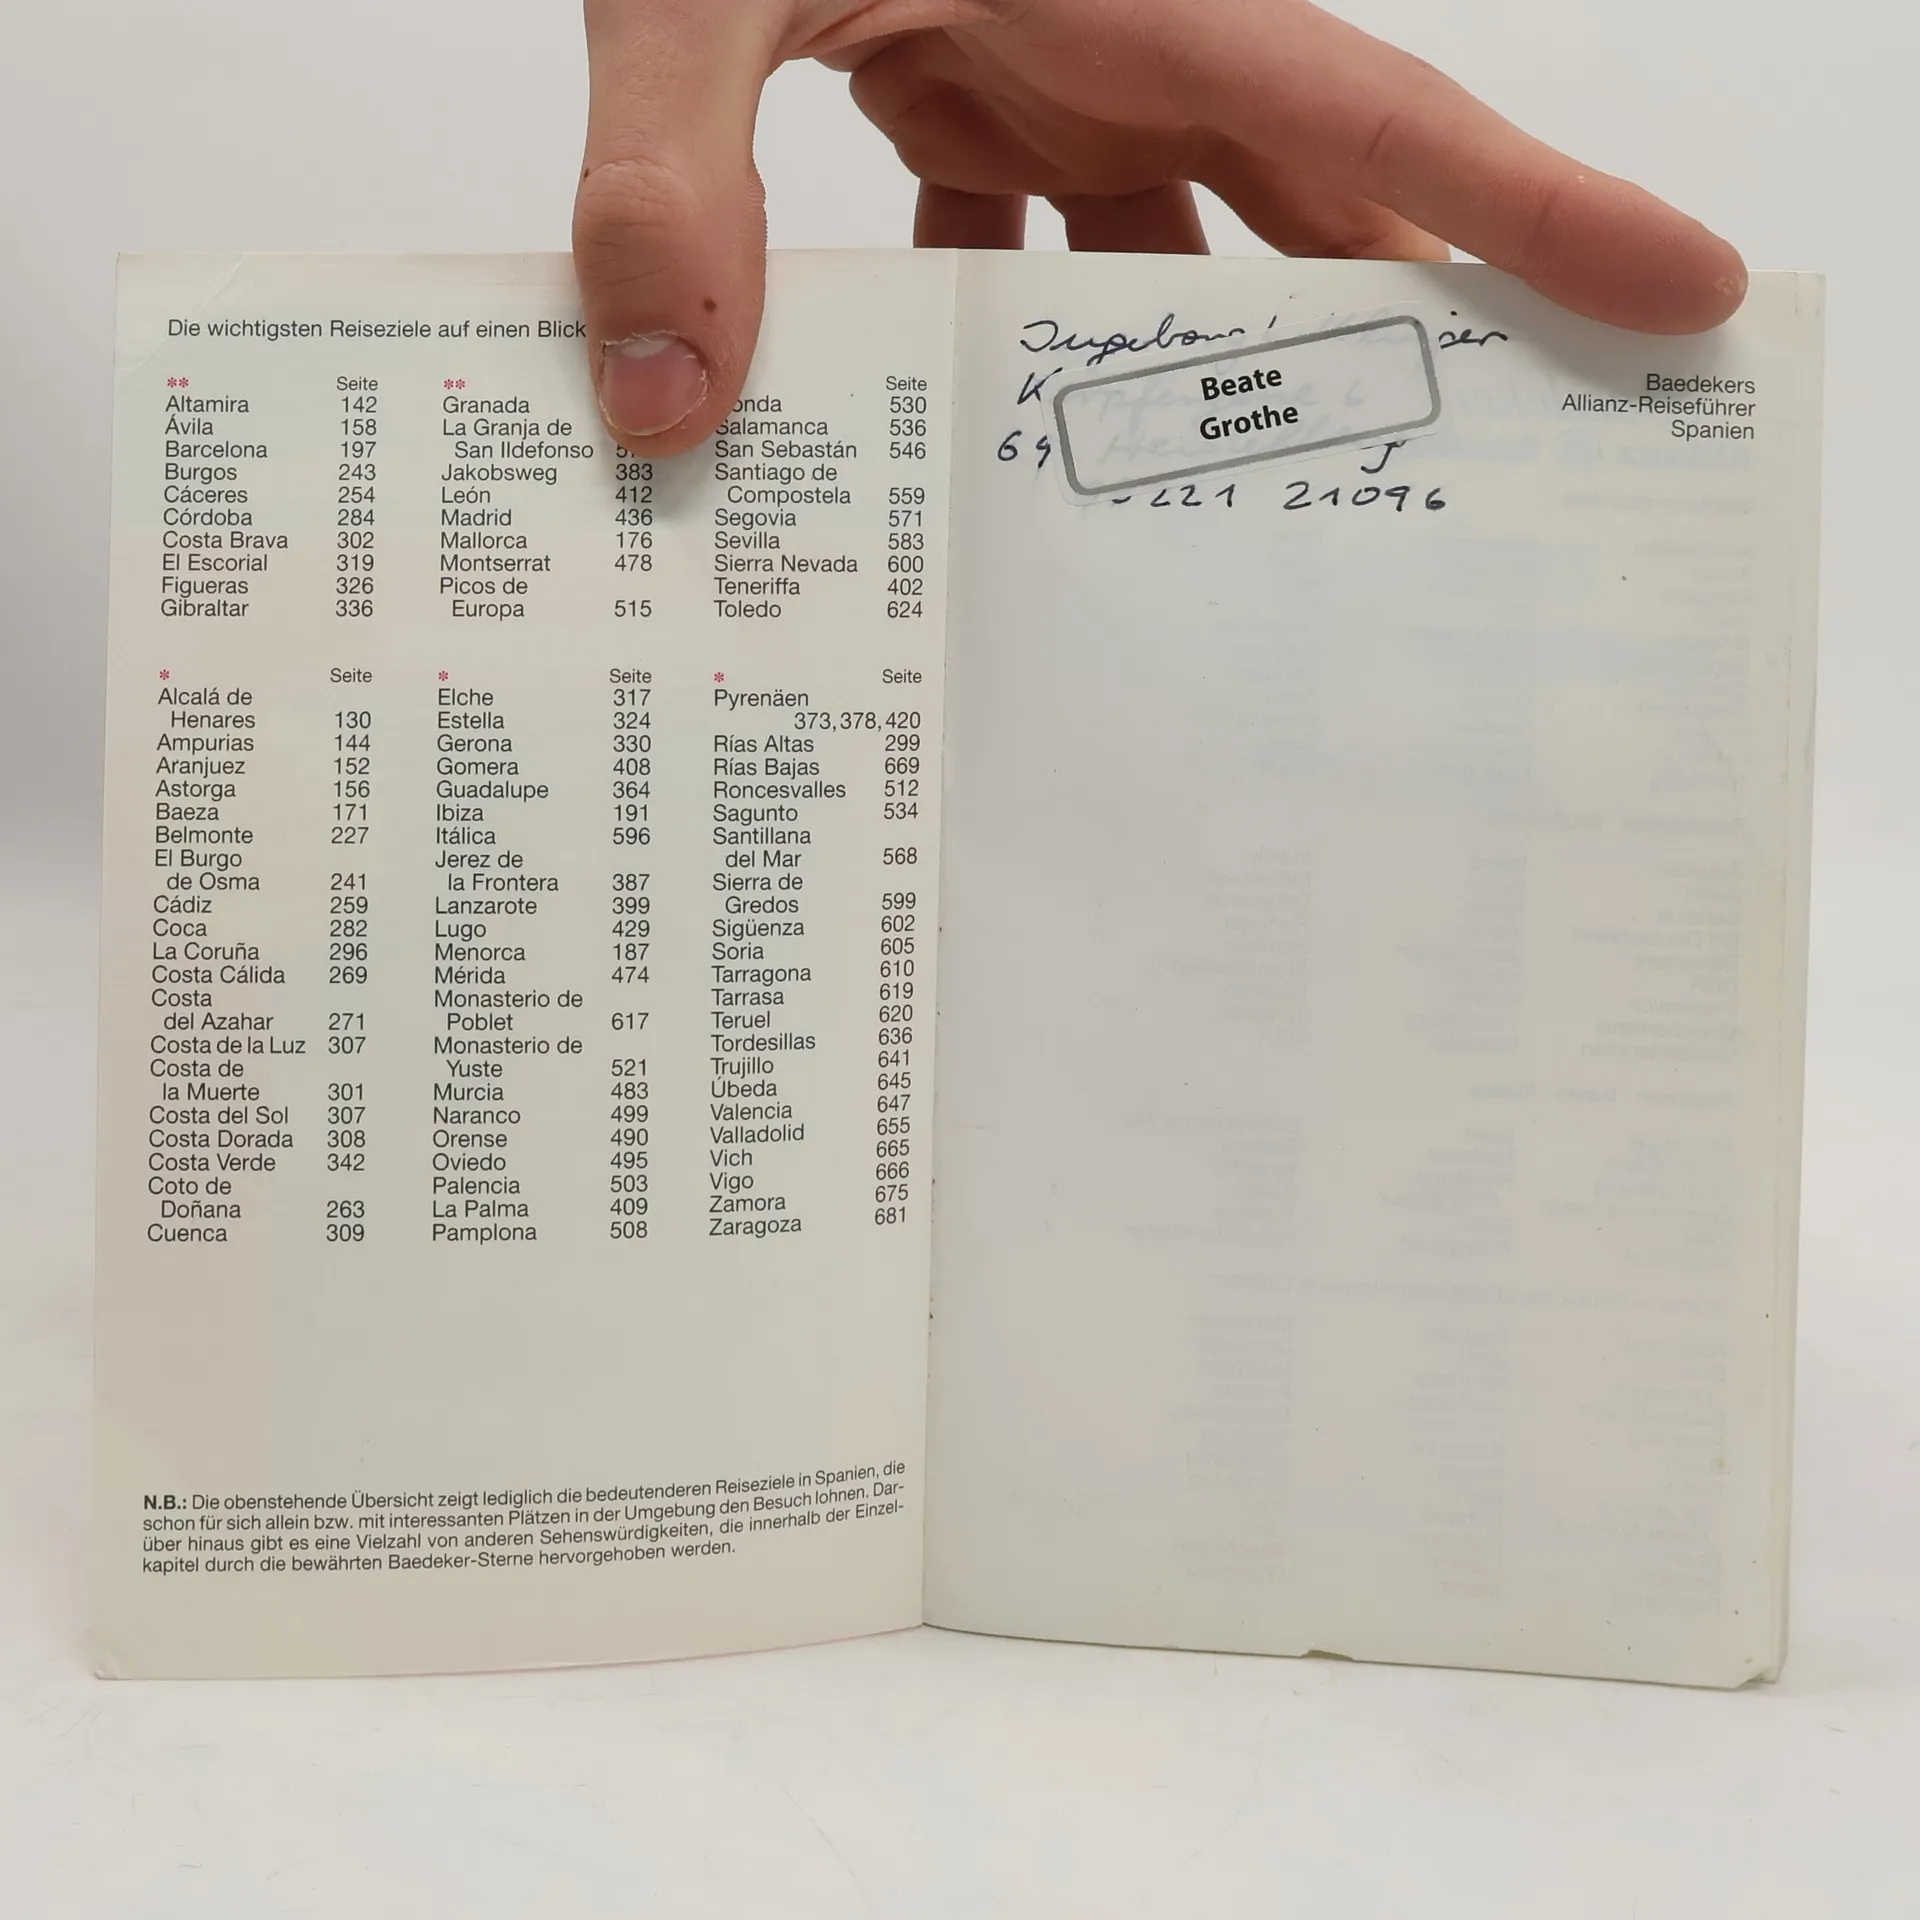 Die wichtigsten Reiseziele auf einen Blick
** Seite
Altamira 142
Ávila 158
Barcelona 197
Burgos 243
Cáceres 254
Córdoba 284
Costa Brava 302
El Escorial 319
Figueras 326
Gibraltar 336
**
Granada
La Granja de
San Ildefonso
Jakobsweg 383
León 412
Madrid 436
Mallorca 176
Montserrat 478
Picos de
Europa 515
Seite
530
Salamanca 536
San Sebastán 546
Santiago de
Compostela 559
Segovia 571
Sevilla 583
Sierra Nevada 600
Teneriffa 402
Toledo 624
* Seite
Alcalá de
Henares 130
Ampurias 144
Aranjuez 152
Astorga 156
Baeza 171
Belmonte 227
El Burgo
de Osma 241
Cádiz 259
Coca 282
La Coruña 296
Costa Cálida 269
Costa
del Azahar 271
Costa de la Luz 307
Costa de
la Muerte 301
Costa del Sol 307
Costa Dorada 308
Costa Verde 342
Coto de
Doñana 263
Cuenca 309
* Seite
Elche 317
Estella 324
Gerona 330
Gomera 408
Guadalupe 364
Ibiza 191
Itálica 596
Jerez de
la Frontera 387
Lanzarote 399
Lugo 429
Menorca 187
Mérida 474
Monasterio de
Poblet 617
Monasterio de
Yuste 521
Murcia 483
Naranco 499
Orense 490
Oviedo 495
Palencia 503
La Palma 409
Pamplona 508
* Seite
Pyrenäen
373, 378, 420
Rías Altas 299
Rías Bajas 669
Roncesvalles 512
Sagunto 534
Santillana
del Mar 568
Sierra de
Gredos 599
Sigüenza 602
Soria 605
Tarragona 610
Tarrasa 619
Teruel 620
Tordesillas 636
Trujillo 641
Úbeda 645
Valencia 647
Valladolid 655
Vich 665
Vigo 666
Zamora 675
Zaragoza 681
N.B.: Die obenstehende Übersicht zeigt lediglich die bedeutenderen Reiseziele in Spanien, die
schon für sich allein bzw. mit interessanten Plätzen in der Umgebung den Besuch lohnen. Dar-
über hinaus gibt es eine Vielzahl von anderen Sehenswürdigkeiten, die innerhalb der Einzel-
kapitel durch die bewährten Baedeker-Sterne hervorgehoben werden.
Beate
Grothe
21096
Baedekers
Allianz-Reiseführer
Spanien